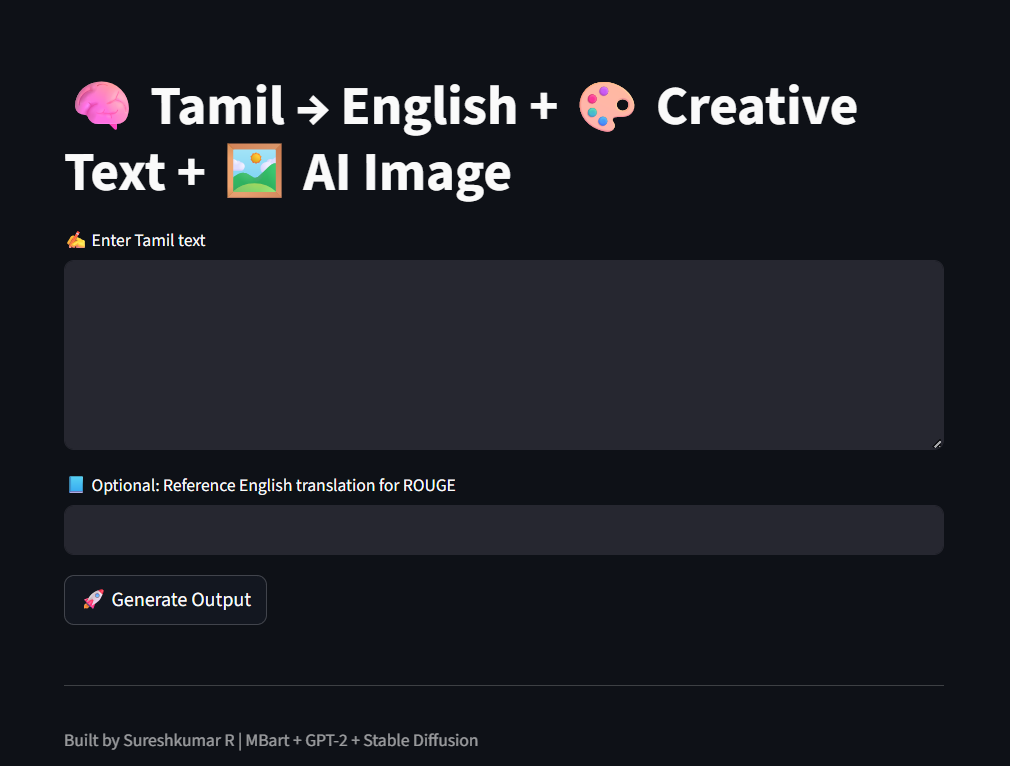 🧠 Tamil → English + 🎨 Creative
Text + 🖼️ AI Image
✍️ Enter Tamil text
📘 Optional: Reference English translation for ROUGE
🚀 Generate Output
Built by Sureshkumar R | MBart + GPT-2 + Stable Diffusion